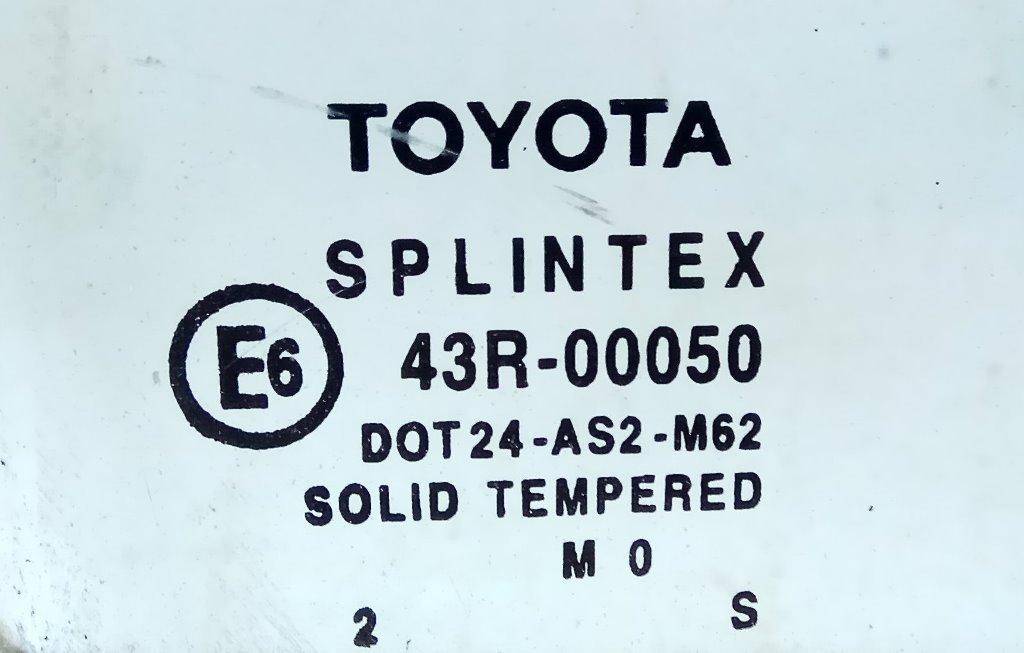 TOYOTA
SPLINTEX
E6 43R-00050
DOT24-AS2-M62
SOLID TEMPERED
M 0
2 S